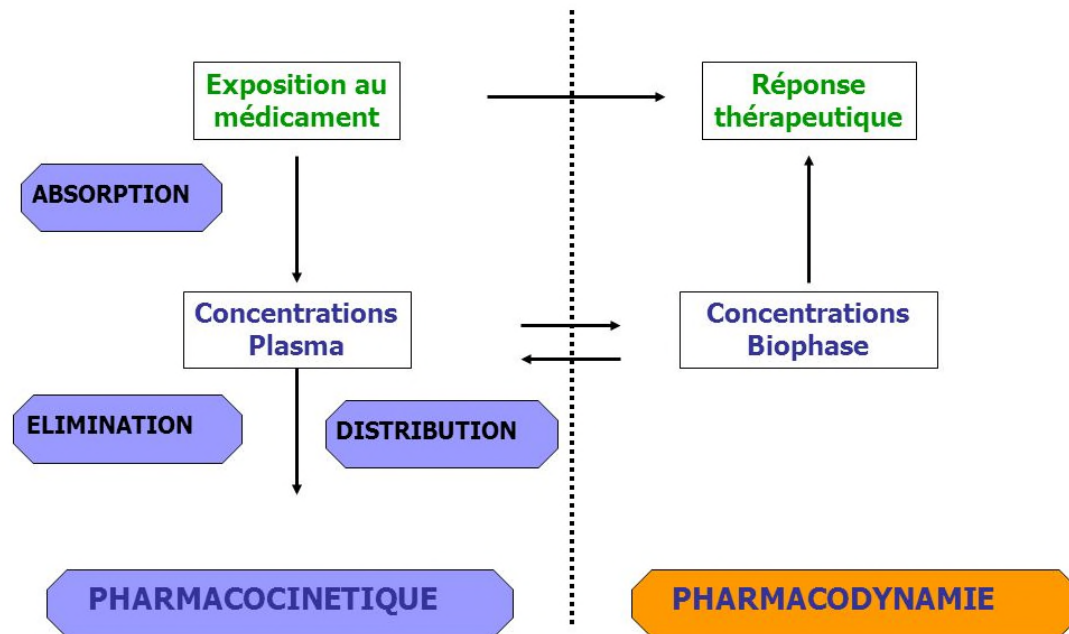 Exposition au
médicament
Réponse
thérapeutique
ABSORPTION
Concentrations
Plasma
Concentrations
Biophase
ELIMINATION
DISTRIBUTION
PHARMACOCINETIQUE
PHARMACODYNAMIE